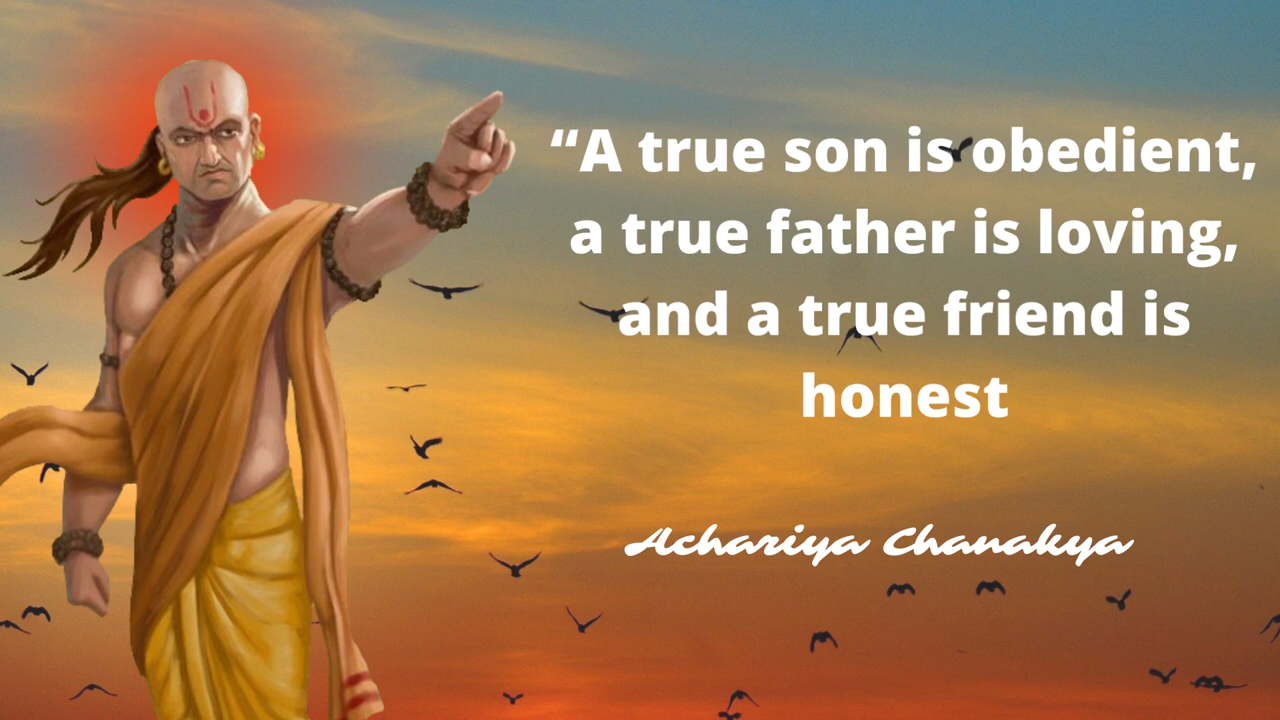 “A true son is obedient,
a true father is loving,
and a true friend is
honest
Achariya Chanakya